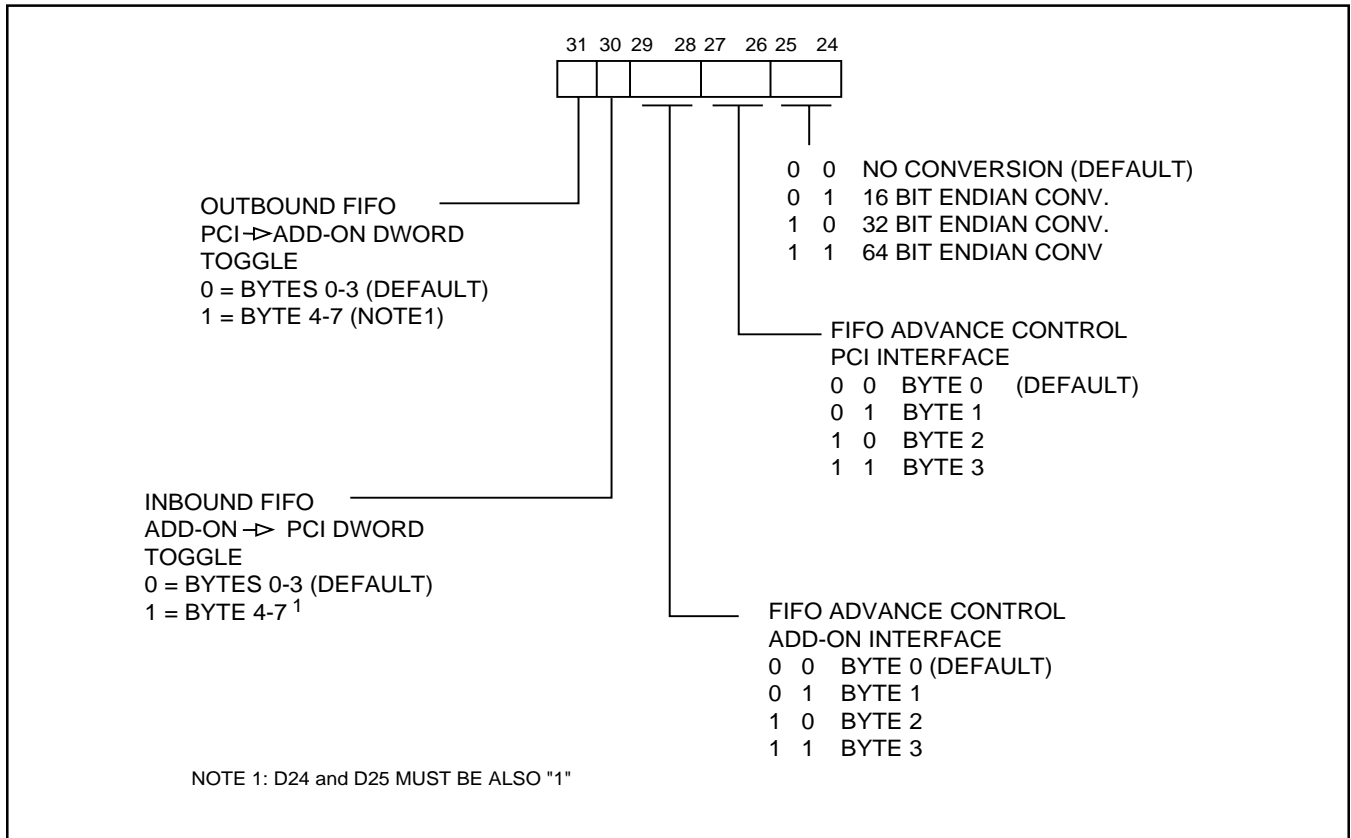 31 30 29 28 27 26 25 24
0 0 NO CONVERSION (DEFAULT)
0 1 16 BIT ENDIAN CONV.
1 0 32 BIT ENDIAN CONV.
1 1 64 BIT ENDIAN CONV
OUTBOUND FIFO
PCI ADD-ON DWORD
TOGGLE
0 = BYTES 0-3 (DEFAULT)
1 = BYTE 4-7 (NOTE1)
FIFO ADVANCE CONTROL
PCI INTERFACE
0 0 BYTE 0 (DEFAULT)
0 1 BYTE 1
1 0 BYTE 2
1 1 BYTE 3
INBOUND FIFO
ADD-ON PCI DWORD
TOGGLE
0 = BYTES 0-3 (DEFAULT)
1 = BYTE 4-7 1
FIFO ADVANCE CONTROL
ADD-ON INTERFACE
0 0 BYTE 0 (DEFAULT)
0 1 BYTE 1
1 0 BYTE 2
1 1 BYTE 3
NOTE 1: D24 and D25 MUST BE ALSO "1"